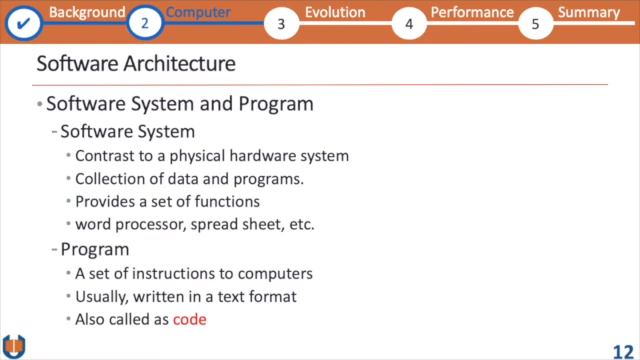 Background Computer Evolution Performance Summary
✔ 2 3 4 5
Software Architecture
• Software System and Program
- Software System
• Contrast to a physical hardware system
• Collection of data and programs.
• Provides a set of functions
• word processor, spread sheet, etc.
- Program
• A set of instructions to computers
• Usually, written in a text format
• Also called as code
12